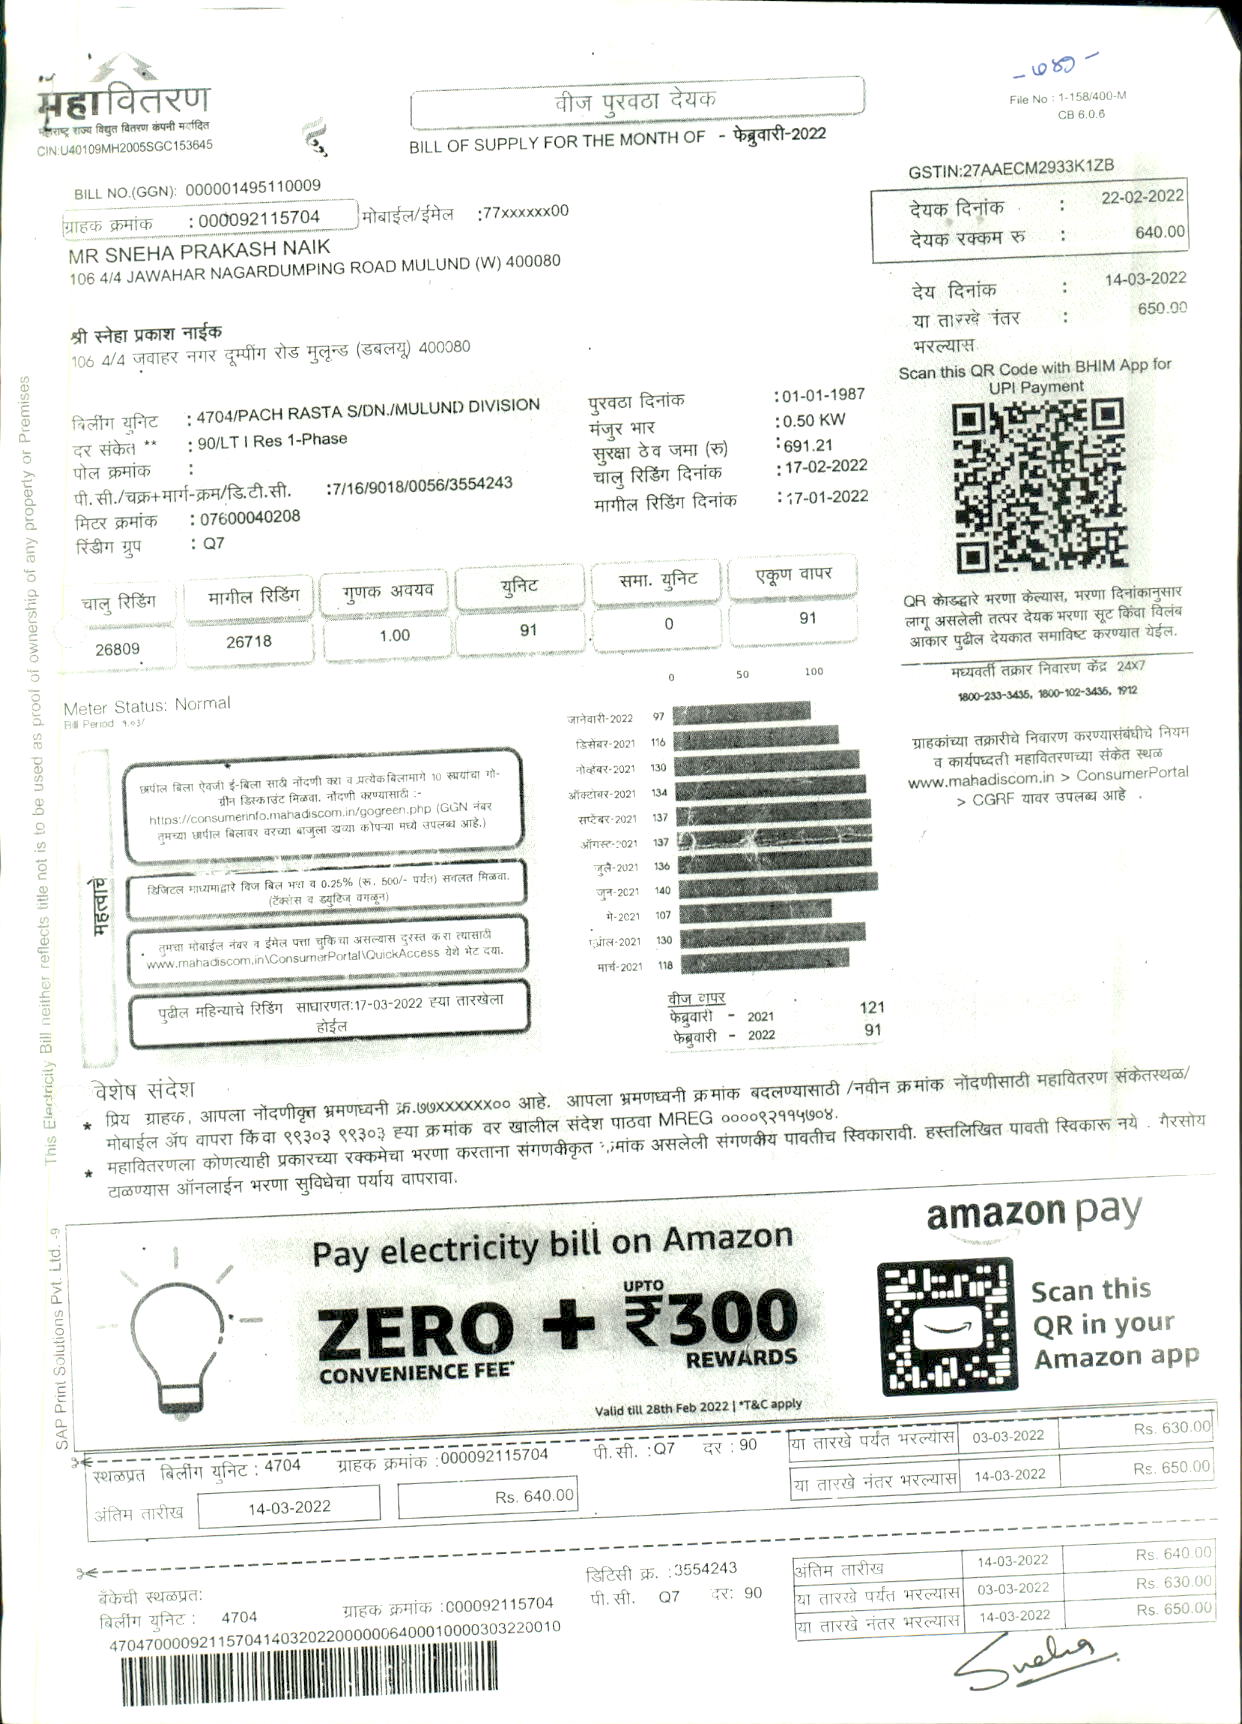 महावितरण
महाराष्ट्र राज्य विद्युत वितरण कंपनी मर्यादित
CIN:U40109MH2005SGC153645
वीज पुरवठा देयक
BILL OF SUPPLY FOR THE MONTH OF - फेब्रुवारी-2022
File No : 1-158/400-M
CB 6.0.6
GSTIN:27AAECM2933K1ZB
BILL NO.(GGN): 000001495110009
ग्राहक क्रमांक : 000092115704 मोबाईल/ईमेल :77xxxxxx00
MR SNEHA PRAKASH NAIK
106 4/4 JAWAHAR NAGARDUMPING ROAD MULUND (W) 400080
देयक दिनांक : 22-02-2022
देयक रक्कम रु : 640.00
देय दिनांक : 14-03-2022
या तारखे नंतर : 650.00
भरल्यास
श्री स्नेहा प्रकाश नाईक
106 4/4 जवाहर नगर दूम्पींग रोड मुलून्ड (डबलयू) 400080
Scan this QR Code with BHIM App for
UPI Payment
बिलींग युनिट : 4704/PACH RASTA S/DN./MULUND DIVISION
दर संकेत ** : 90/LT I Res 1-Phase
पोल क्रमांक :
पी.सी./चक्र+मार्ग-क्रम/डि.टी.सी. :7/16/9018/0056/3554243
मिटर क्रमांक : 07600040208
रिडींग ग्रुप : Q7
पुरवठा दिनांक : 01-01-1987
मंजुर भार : 0.50 KW
सुरक्षा ठेव जमा (रु) : 691.21
चालु रिडिंग दिनांक : 17-02-2022
मागील रिडिंग दिनांक : 17-01-2022
चालु रिडिंग मागील रिडिंग गुणक अवयव युनिट समा. युनिट एकूण वापर
26809 26718 1.00 91 0 91
QR कोडद्वारे भरणा केल्यास, भरणा दिनांकानुसार
लागू असलेली तत्पर देयक भरणा सूट किंवा विलंब
आकार पुढील देयकात समाविष्ट करण्यात येईल.
मध्यवर्ती तक्रार निवारण केंद्र 24x7
1800-233-3435, 1800-102-3435, 1912
ग्राहकांच्या तक्रारीचे निवारण करण्यासंबंधीचे नियम
व कार्यपध्दती महावितरणच्या संकेत स्थळ
www.mahadiscom.in > ConsumerPortal
> CGRF यावर उपलब्ध आहे .
Meter Status: Normal
Bill Period 1.03/
महत्वाचे
छापील बिला ऐवजी ई-बिला साठी नोंदणी करा व प्रत्येकबिलामागे 10 रूपयांचा गो-
ग्रीन डिस्काउंट मिळवा. नोंदणी करण्यासाठी :-
https://consumerinfo.mahadiscom.in/gogreen.php (GGN नंबर
तुमच्या छापील बिलावर वरच्या बाजुला डाव्या कोपऱ्या मध्ये उपलब्ध आहे.)
डिजिटल माध्यमाद्वारे विज बिल भरा व 0.25% (रू. 500/- पर्यंत) सवलत मिळवा.
(टॅक्सेस व ड्युटिज वगळून)
तुमचा मोबाईल नंबर व ईमेल पत्ता चुकिचा असल्यास दुरस्त करा त्यासाठी
www.mahadiscom.in\ConsumerPortal\QuickAccess येथे भेट दया.
पुढील महिन्याचे रिडिंग साधारणत:17-03-2022 ह्या तारखेला
होईल
0 50 100
जानेवारी-2022 97
डिसेंबर-2021 116
नोव्हेंबर-2021 130
ऑक्टोंबर-2021 134
सप्टेंबर-2021 137
ऑगस्ट-2021 137
जुलै-2021 136
जुन-2021 140
मे-2021 107
एप्रिल-2021 130
मार्च-2021 118
वीज वापर
फेब्रुवारी - 2021 121
फेब्रुवारी - 2022 91
वेशेष संदेश
* प्रिय ग्राहक, आपला नोंदणीकृत भ्रमणध्वनी क्र.७७XXXXXX०० आहे. आपला भ्रमणध्वनी क्रमांक बदलण्यासाठी /नवीन क्रमांक नोंदणीसाठी महावितरण संकेतस्थळ/
मोबाईल ॲप वापरा किंवा ९९३०३ ९९३०३ ह्या क्रमांक वर खालील संदेश पाठवा MREG ००००९२११५७०४.
* महावितरणला कोणत्याही प्रकारच्या रक्कमेचा भरणा करताना संगणकीकृत क्रमांक असलेली संगणकीय पावतीच स्विकारावी. हस्तलिखित पावती स्विकारू नये . गैरसोय
टाळण्यास ऑनलाईन भरणा सुविधेचा पर्याय वापरावा.
This Electricity Bill neither reflects title not is to be used as proof of ownership of any property or Premises
SAP Print Solutions Pvt. Ltd. -9
Pay electricity bill on Amazon
ZERO + UPTO ₹300
CONVENIENCE FEE* REWARDS
Valid till 28th Feb 2022 | *T&C apply
amazon pay
Scan this
QR in your
Amazon app
स्थळप्रत बिलींग युनिट : 4704 ग्राहक क्रमांक :000092115704 पी.सी. :Q7 दर : 90
या तारखे पर्यंत भरल्यास 03-03-2022 Rs. 630.00
अंतिम तारीख 14-03-2022 Rs. 640.00
या तारखे नंतर भरल्यास 14-03-2022 Rs. 650.00
बँकेची स्थळप्रत:
बिलींग युनिट : 4704 ग्राहक क्रमांक :000092115704
डिटिसी क्र. :3554243
पी.सी. Q7 दर: 90
अंतिम तारीख 14-03-2022 Rs. 640.00
या तारखे पर्यंत भरल्यास 03-03-2022 Rs. 630.00
या तारखे नंतर भरल्यास 14-03-2022 Rs. 650.00
Sneha